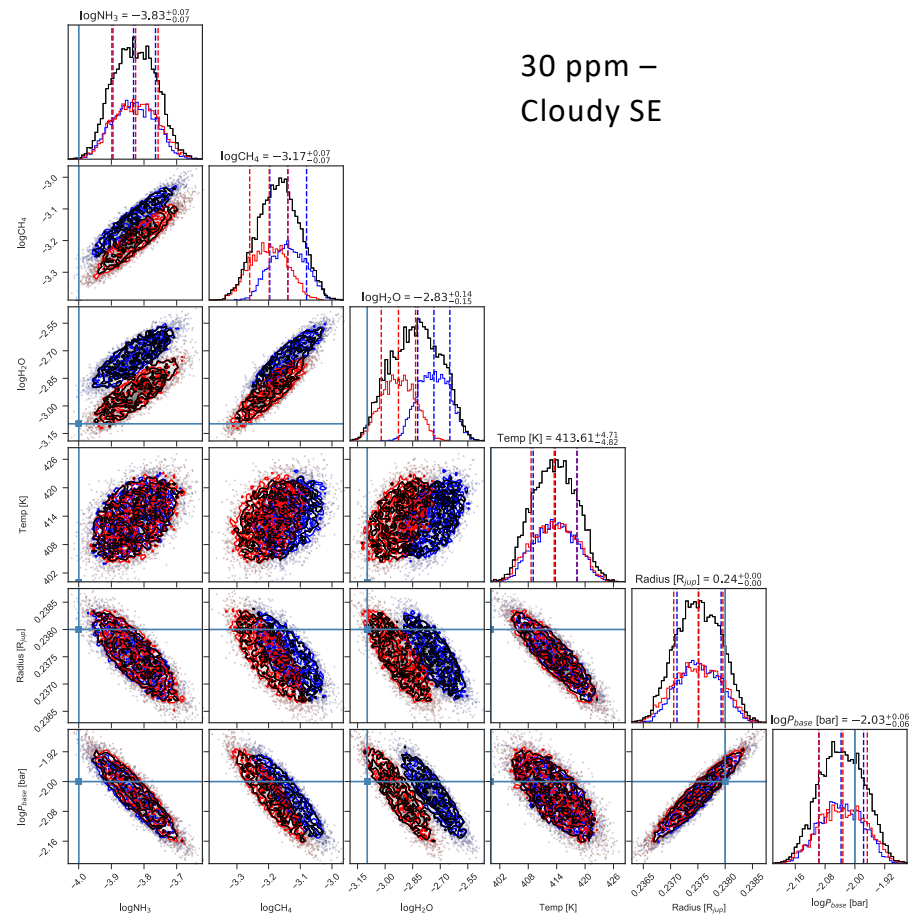 logNH₃ = −3.83+0.07−0.07
30 ppm –
Cloudy SE
logCH₄ = −3.17+0.07−0.07
−3.0
−3.1
−3.2
−3.3
logCH₄
logH₂O = −2.83+0.14−0.15
−2.55
−2.70
−2.85
−3.00
−3.15
logH₂O
Temp [K] = 413.61+4.71−4.82
426
420
414
408
402
Temp [K]
Radius [Rjup] = 0.24+0.00−0.00
0.2385
0.2380
0.2375
0.2370
0.2365
Radius [Rjup]
logPbase [bar] = −2.03+0.06−0.06
−1.92
−2.00
−2.08
−2.16
logPbase [bar]
−4.0 −3.9 −3.8 −3.7
−3.3 −3.2 −3.1 −3.0
−3.15 −3.00 −2.85 −2.70 −2.55
402 408 414 420 426
0.2365 0.2370 0.2375 0.2380 0.2385
−2.16 −2.08 −2.00 −1.92
logNH₃ logCH₄ logH₂O Temp [K] Radius [Rjup] logPbase [bar]